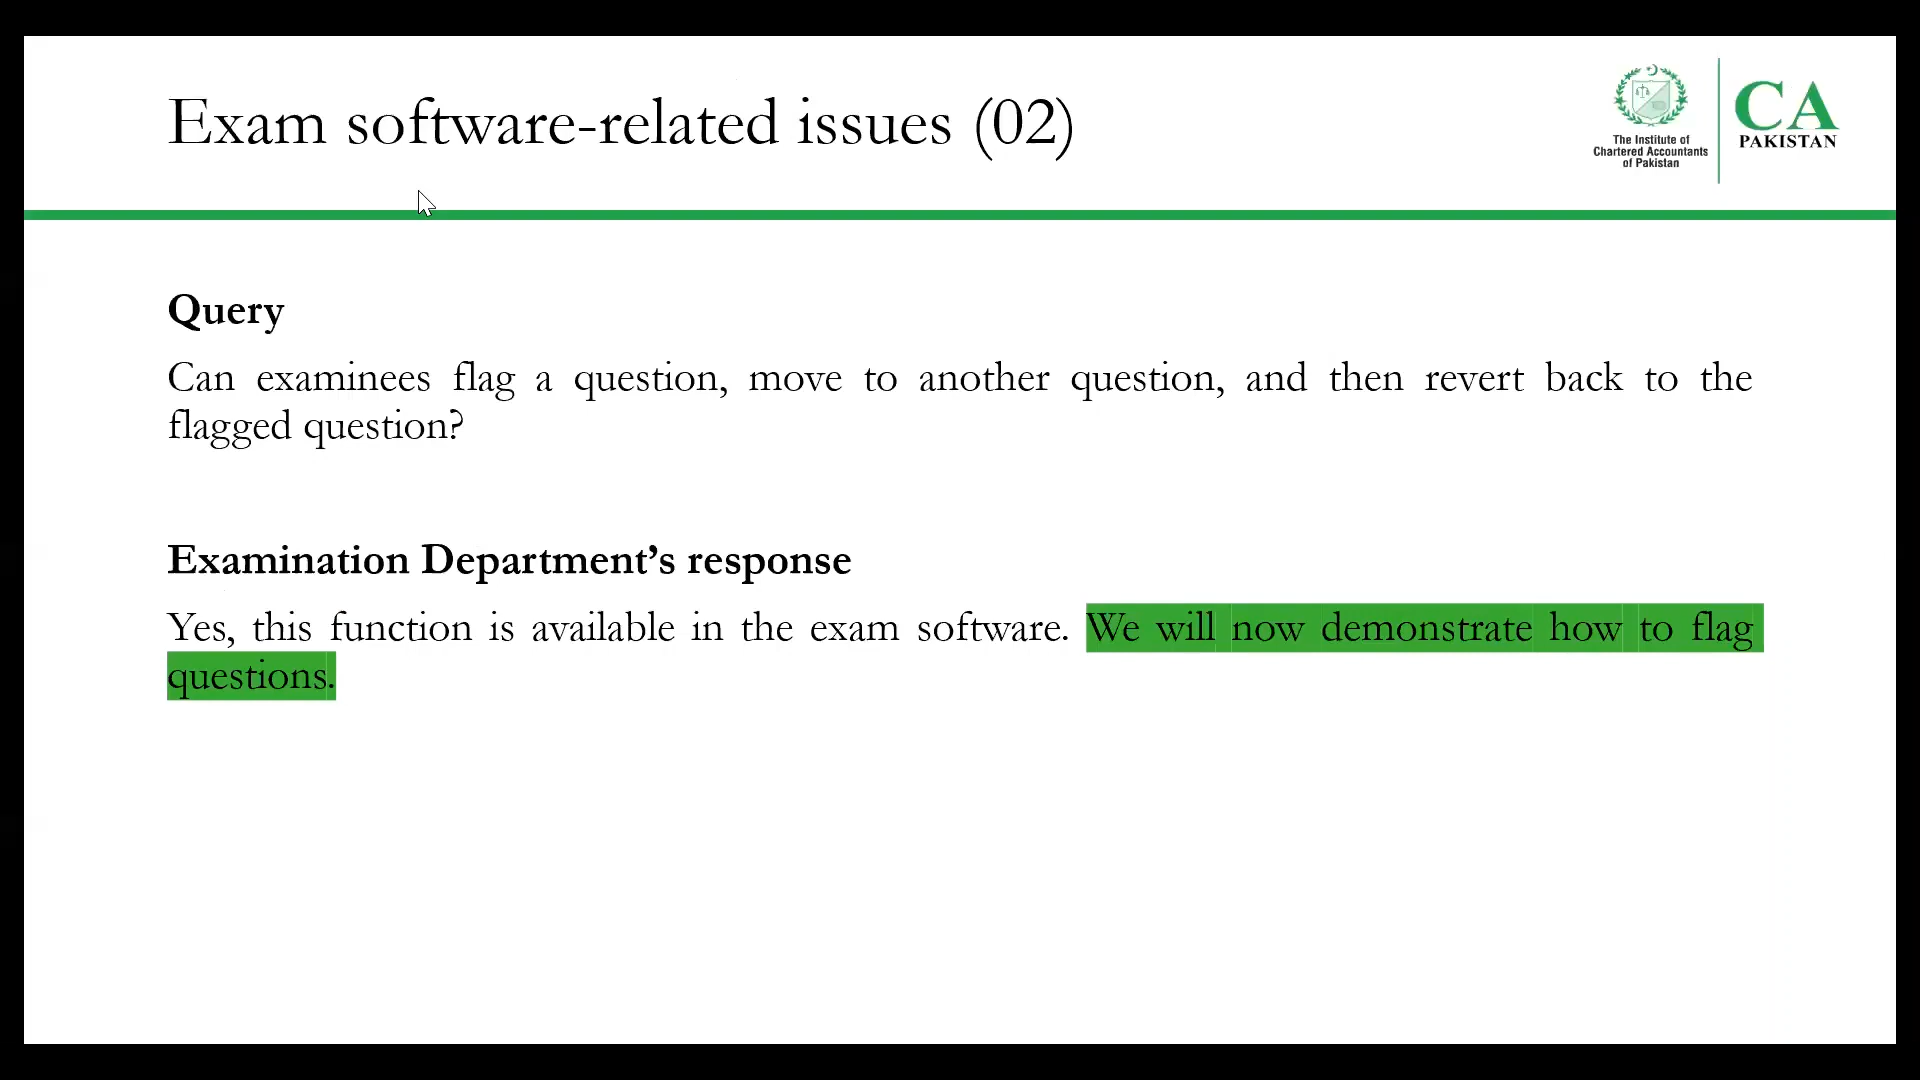 Exam software-related issues (02)
The Institute of
Chartered Accountants
of Pakistan
CA
PAKISTAN
Query
Can examinees flag a question, move to another question, and then revert back to the
flagged question?
Examination Department’s response
Yes, this function is available in the exam software. We will now demonstrate how to flag
questions.